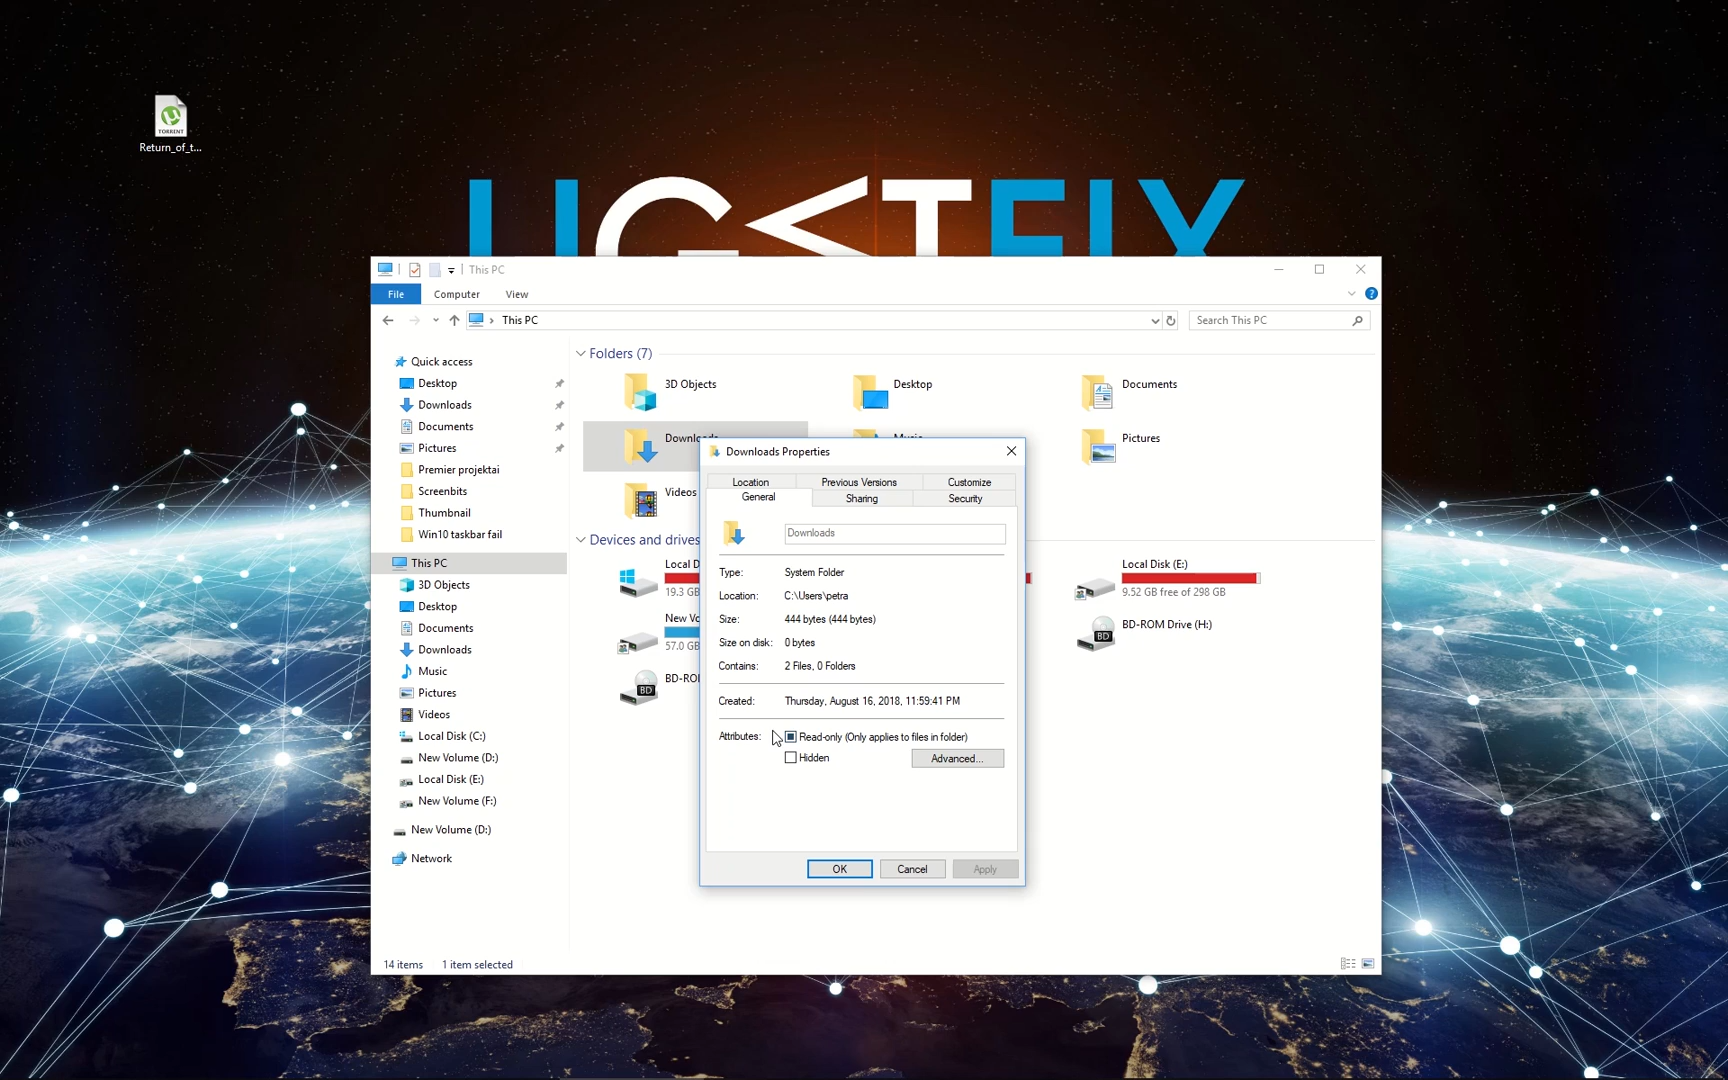 TORRENT
Return_of_t...
UGETFIX
This PC
File
Computer
View
This PC
Search This PC
Quick access
Desktop
Downloads
Documents
Pictures
Premier projektai
Screenbits
Thumbnail
Win10 taskbar fail
This PC
3D Objects
Desktop
Documents
Downloads
Music
Pictures
Videos
Local Disk (C:)
New Volume (D:)
Local Disk (E:)
New Volume (F:)
New Volume (D:)
Network
Folders (7)
3D Objects
Desktop
Documents
Downloads
Music
Pictures
Videos
Devices and drives
Local D
19.3 GB
Local Disk (E:)
9.52 GB free of 298 GB
New Vo
57.0 GB
BD-ROM Drive (H:)
BD
BD-RO
BD
Downloads Properties
Location
Previous Versions
Customize
General
Sharing
Security
Downloads
Type: System Folder
Location: C:\Users\petra
Size: 444 bytes (444 bytes)
Size on disk: 0 bytes
Contains: 2 Files, 0 Folders
Created: Thursday, August 16, 2018, 11:59:41 PM
Attributes: Read-only (Only applies to files in folder)
Hidden
Advanced...
OK
Cancel
Apply
14 items
1 item selected